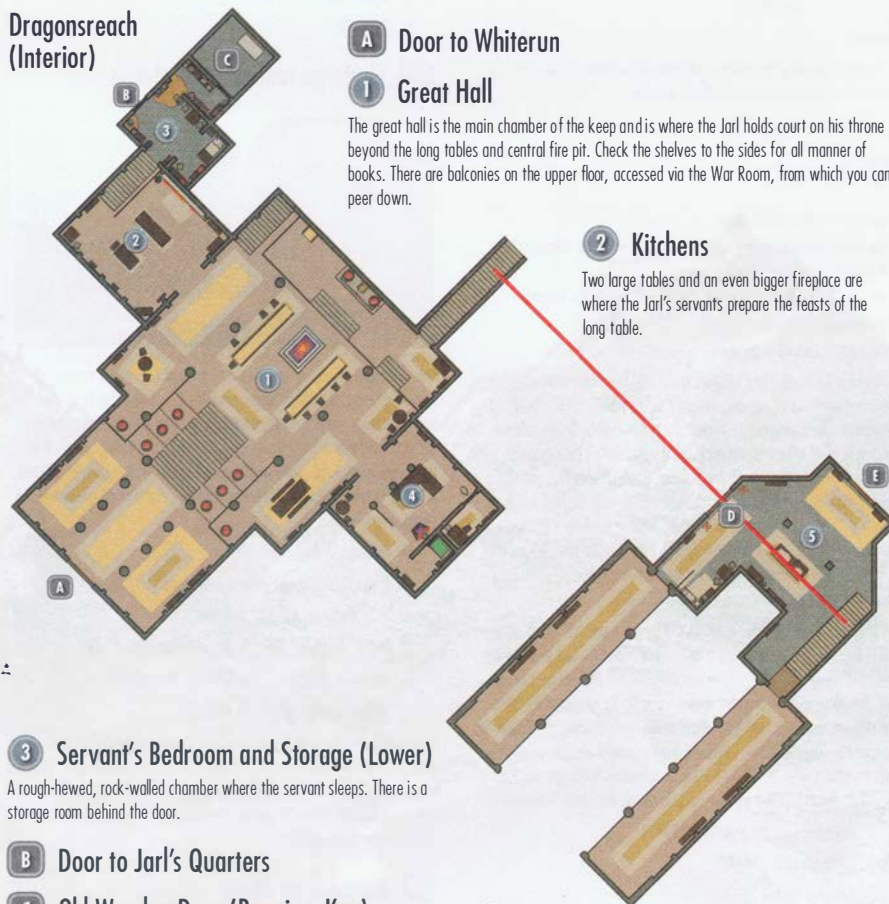 Dragonsreach
(Interior)
A Door to Whiterun
1 Great Hall
The great hall is the main chamber of the keep and is where the Jarl holds court on his throne
beyond the long tables and central fire pit. Check the shelves to the sides for all manner of
books. There are balconies on the upper floor, accessed via the War Room, from which you can
peer down.
2 Kitchens
Two large tables and an even bigger fireplace are
where the Jarl's servants prepare the feasts of the
long table.
C
B
3
2
1
4
A
D
5
E
3 Servant's Bedroom and Storage (Lower)
A rough-hewed, rock-walled chamber where the servant sleeps. There is a
storage room behind the door.
B Door to Jarl's Quarters